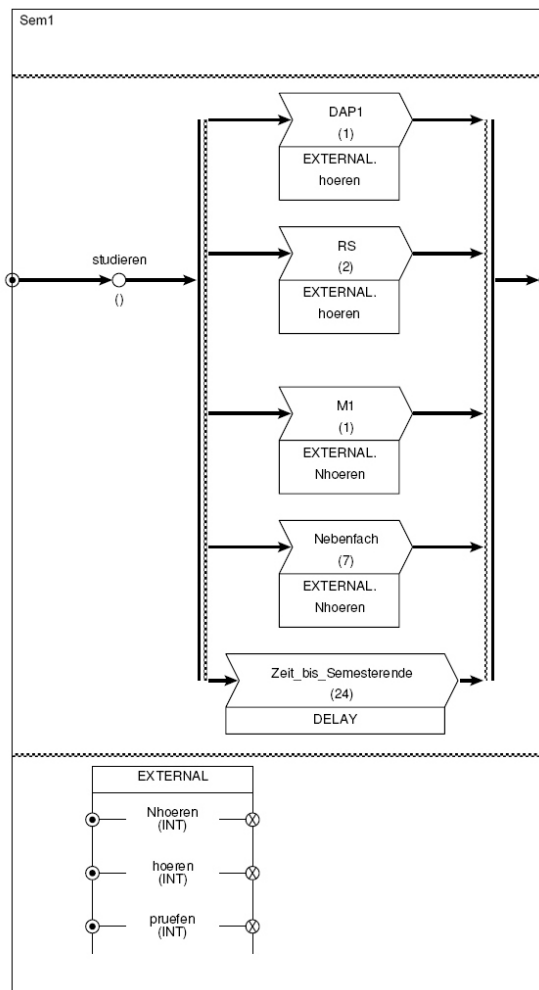 Sem1
DAP1
(1)
EXTERNAL.
hoeren
studieren
()
RS
(2)
EXTERNAL.
hoeren
M1
(1)
EXTERNAL.
Nhoeren
Nebenfach
(7)
EXTERNAL.
Nhoeren
Zeit_bis_Semesterende
(24)
DELAY
EXTERNAL
Nhoeren
(INT)
hoeren
(INT)
pruefen
(INT)